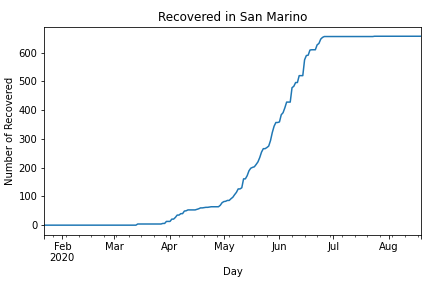 Recovered in San Marino
Number of Recovered
600
500
400
300
200
100
0
Feb
2020
Mar
Apr
May
Jun
Jul
Aug
Day